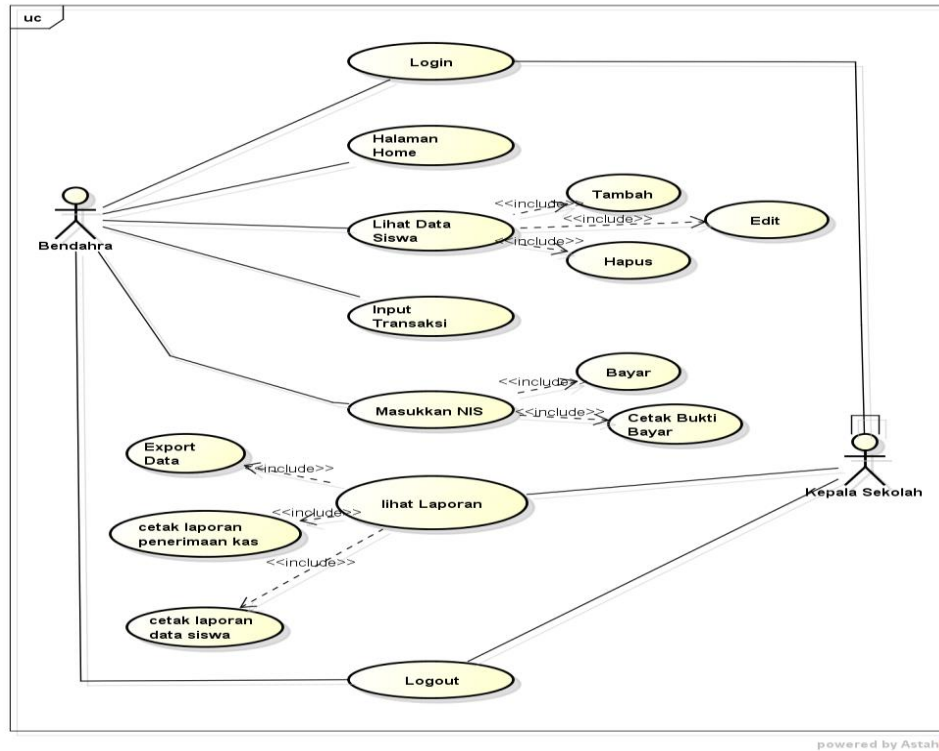 uc
Login
Halaman
Home
Tambah
<<include>>
Lihat Data
Siswa
<<include>>
Edit
<<include>>
Hapus
Bendahra
Input
Transaksi
Bayar
<<include>>
Masukkan NIS
<<include>>
Cetak Bukti
Bayar
Export
Data
<<include>>
lihat Laporan
Kepala Sekolah
<<include>>
cetak laporan
penerimaan kas
<<include>>
cetak laporan
data siswa
Logout
powered by Astah